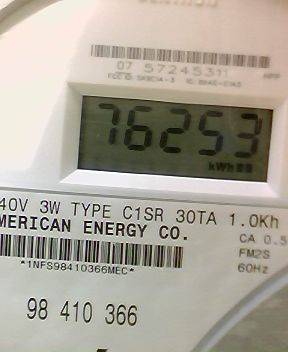 07 57245311
76253
kWh
40V 3W TYPE C1SR 30TA 1.0Kh
MERICAN ENERGY CO.
CA 0.5
*1NFS98410366MEC*
FM2S
60Hz
98 410 366